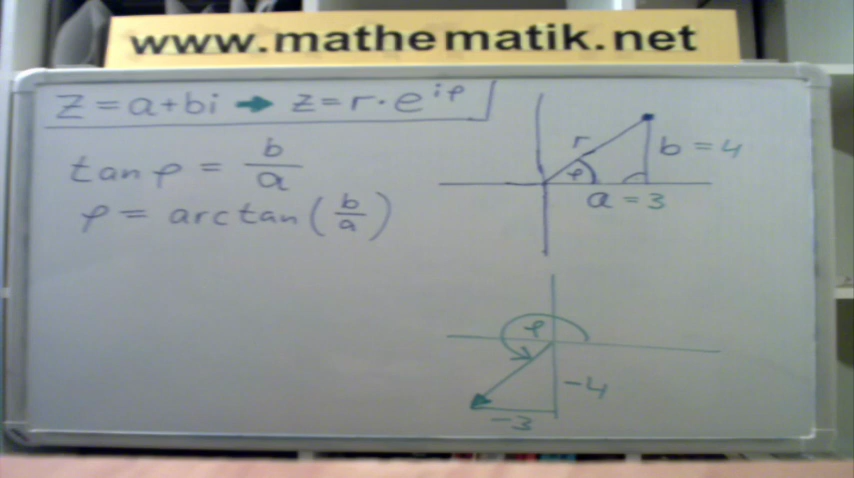 www.mathematik.net
z=a+bi → z=r·e^{iφ}
tan φ = b/a
φ = arctan(b/a)
r
φ
b = 4
a = 3
φ
-4
-3